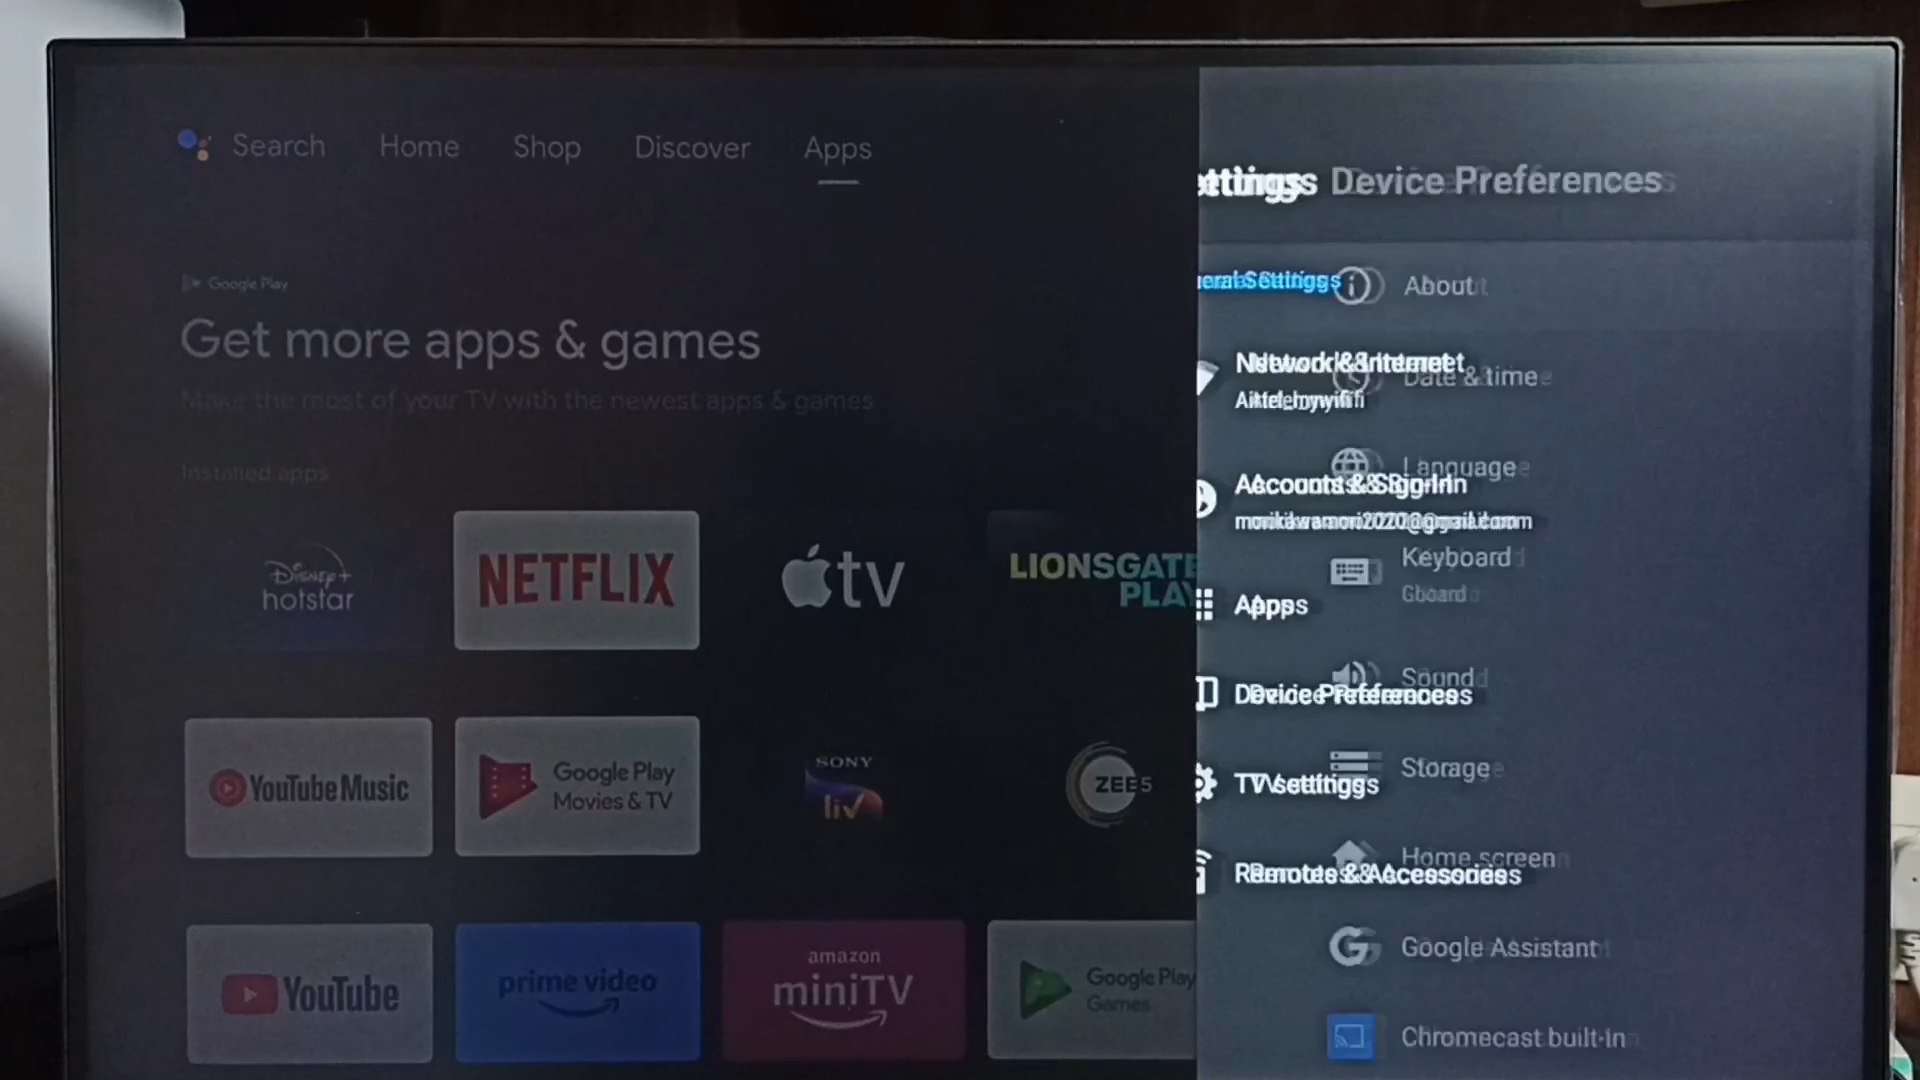 Search Home Shop Discover Apps
Google Play
Get more apps & games
Make the most of your TV with the newest apps & games
Installed apps
Disney+ hotstar
NETFLIX
tv
LIONSGATE PLAY
YouTube Music
Google Play Movies & TV
SONY liv
ZEE5
YouTube
prime video
amazon miniTV
Google Play Games
ettings
Device Preferences
neral Settings
About
Network & Internet
Date & time
Language
Accounts & Sign-In
Keyboard
Gboard
Apps
Sound
Device Preferences
Storage
TV settings
Home screen
Remotes & Accessories
Google Assistant
Chromecast built-in